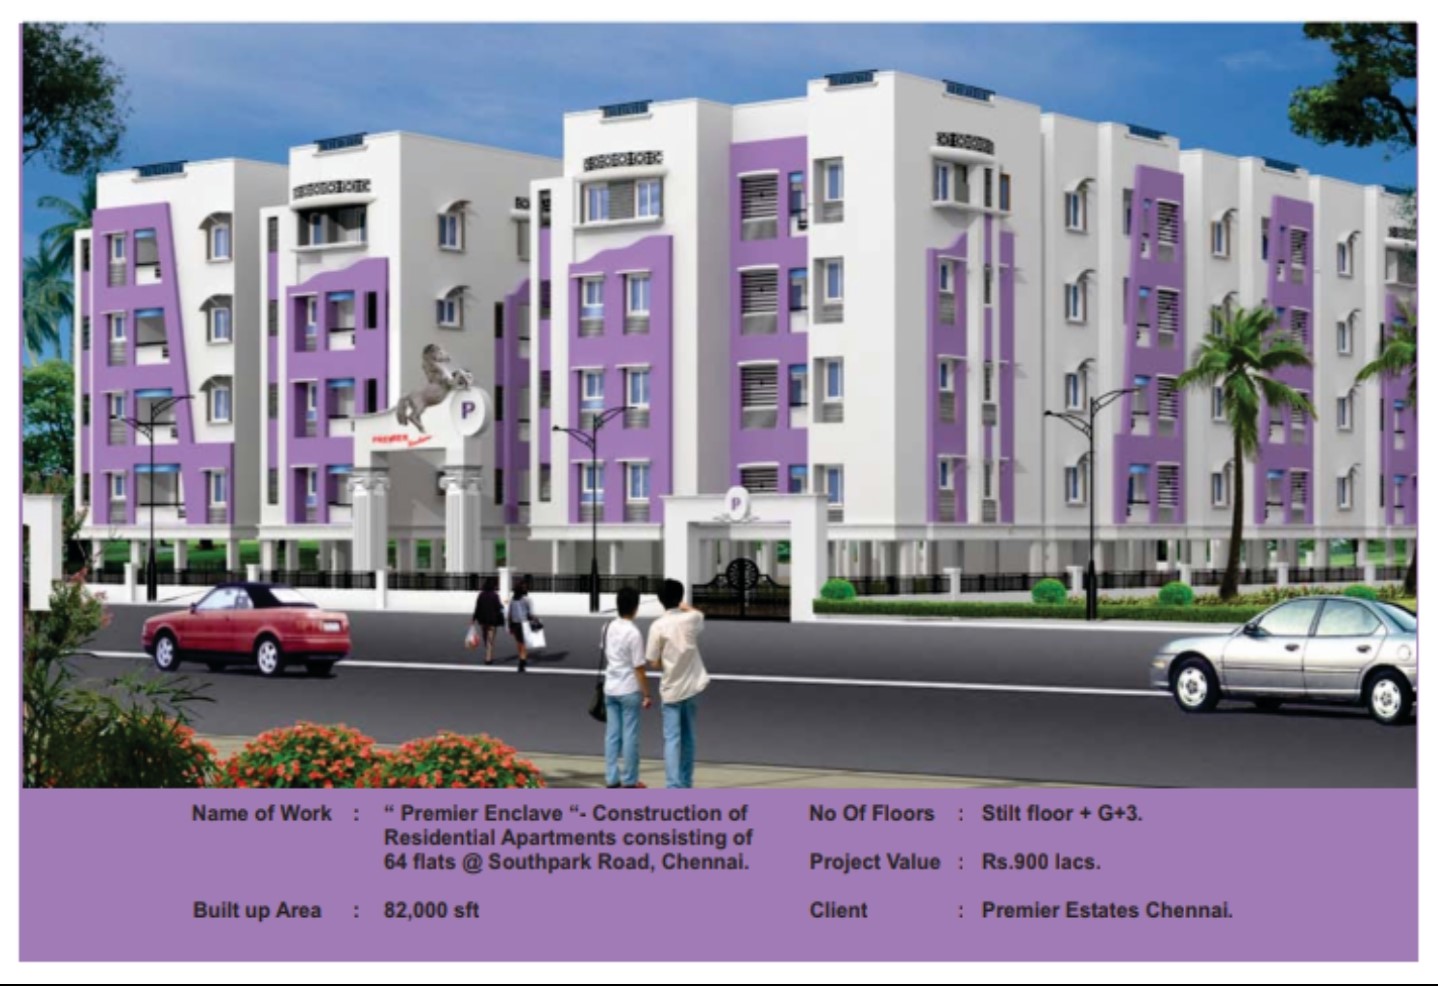 P
PREMIER
P
Name of Work : “ Premier Enclave “- Construction of
Residential Apartments consisting of
64 flats @ Southpark Road, Chennai.
Built up Area : 82,000 sft
No Of Floors : Stilt floor + G+3.
Project Value : Rs.900 lacs.
Client : Premier Estates Chennai.